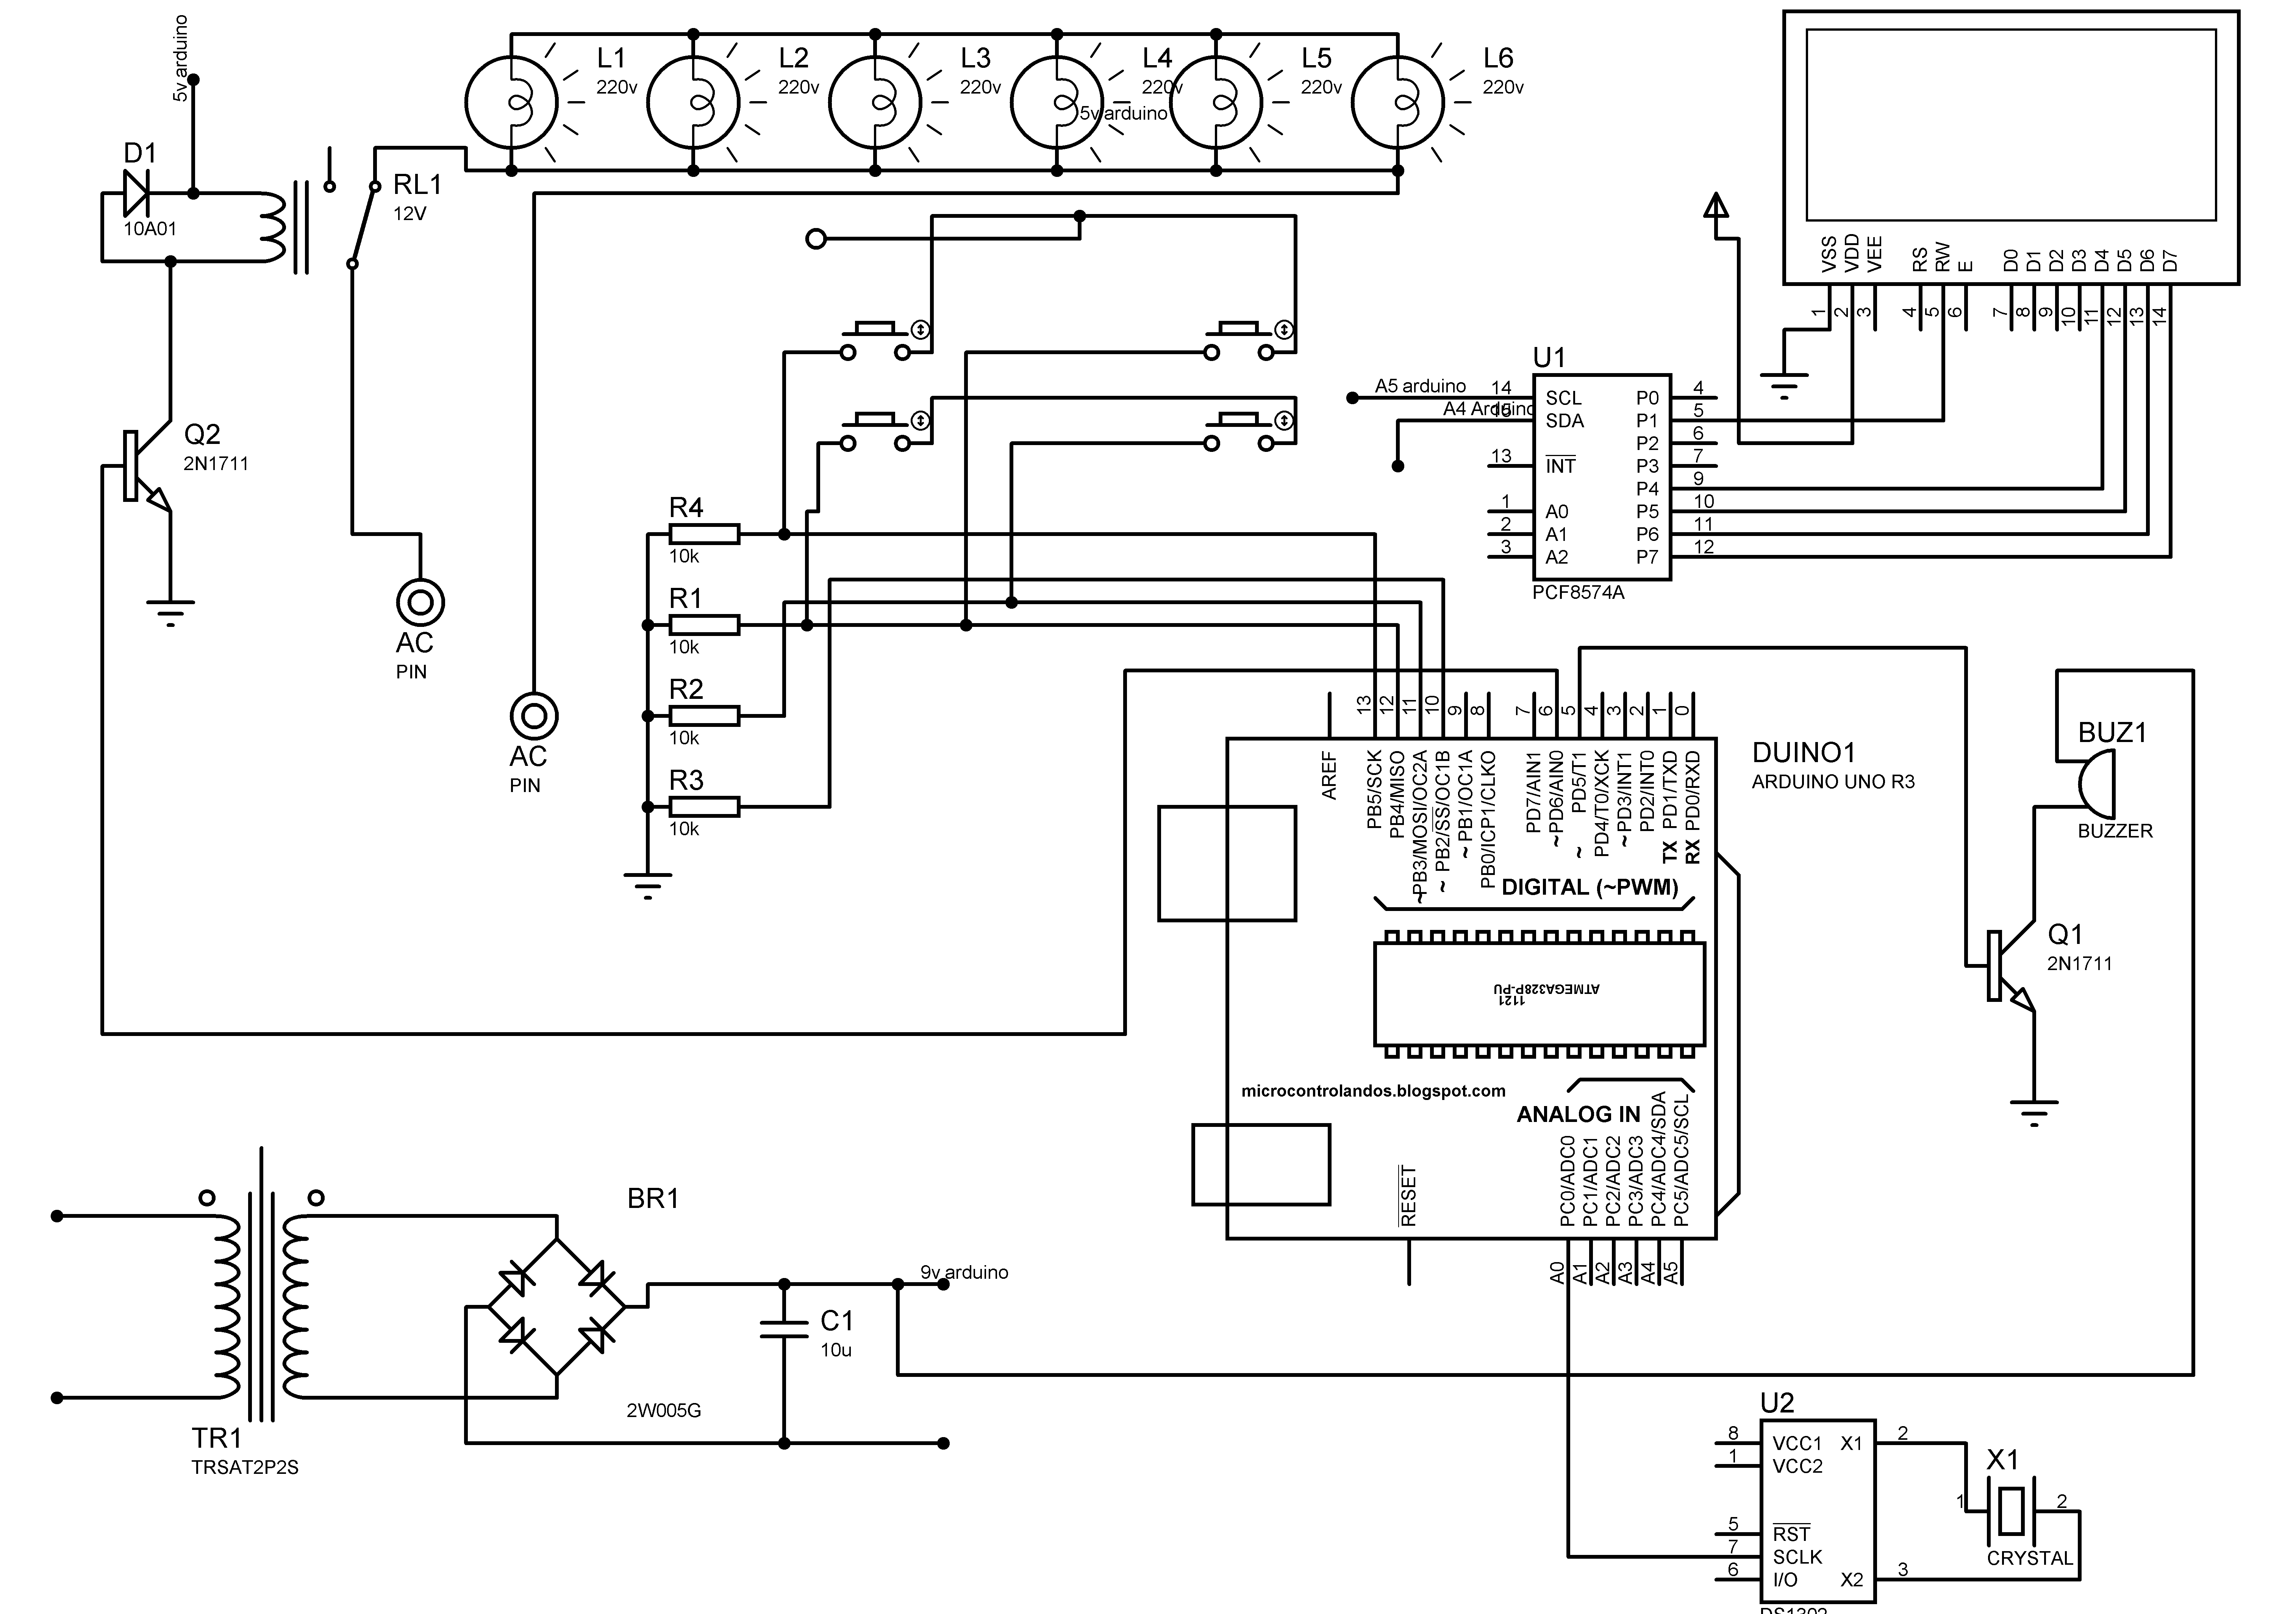 5v arduino
D1
10A01
RL1
12V
L1
220v
L2
220v
L3
220v
L4
220v
5v arduino
L5
220v
L6
220v
VSS
VDD
VEE
RS
RW
E
D0
D1
D2
D3
D4
D5
D6
D7
1
2
3
4
5
6
7
8
9
10
11
12
13
14
Q2
2N1711
AC
PIN
AC
PIN
R4
10k
R1
10k
R2
10k
R3
10k
U1
A5 arduino
14
SCL
A4 Arduino
15
SDA
13
INT
1
A0
2
A1
3
A2
P0
4
P1
5
P2
6
P3
7
P4
9
P5
10
P6
11
P7
12
PCF8574A
13
12
11
10
9
8
7
6
5
4
3
2
1
0
AREF
PB5/SCK
PB4/MISO
~PB3/MOSI/OC2A
~ PB2/SS/OC1B
~ PB1/OC1A
PB0/ICP1/CLKO
PD7/AIN1
~ PD6/AIN0
~ PD5/T1
PD4/T0/XCK
~ PD3/INT1
PD2/INT0
TX PD1/TXD
RX PD0/RXD
DIGITAL (~PWM)
DUINO1
ARDUINO UNO R3
ATMEGA328P-PU
1121
microcontrolandos.blogspot.com
ANALOG IN
RESET
PC0/ADC0
PC1/ADC1
PC2/ADC2
PC3/ADC3
PC4/ADC4/SDA
PC5/ADC5/SCL
A0
A1
A2
A3
A4
A5
BUZ1
BUZZER
Q1
2N1711
TR1
TRSAT2P2S
BR1
2W005G
9v arduino
C1
10u
U2
8
VCC1
1
VCC2
5
RST
7
SCLK
6
I/O
X1
2
X2
3
DS1302
X1
1
2
CRYSTAL